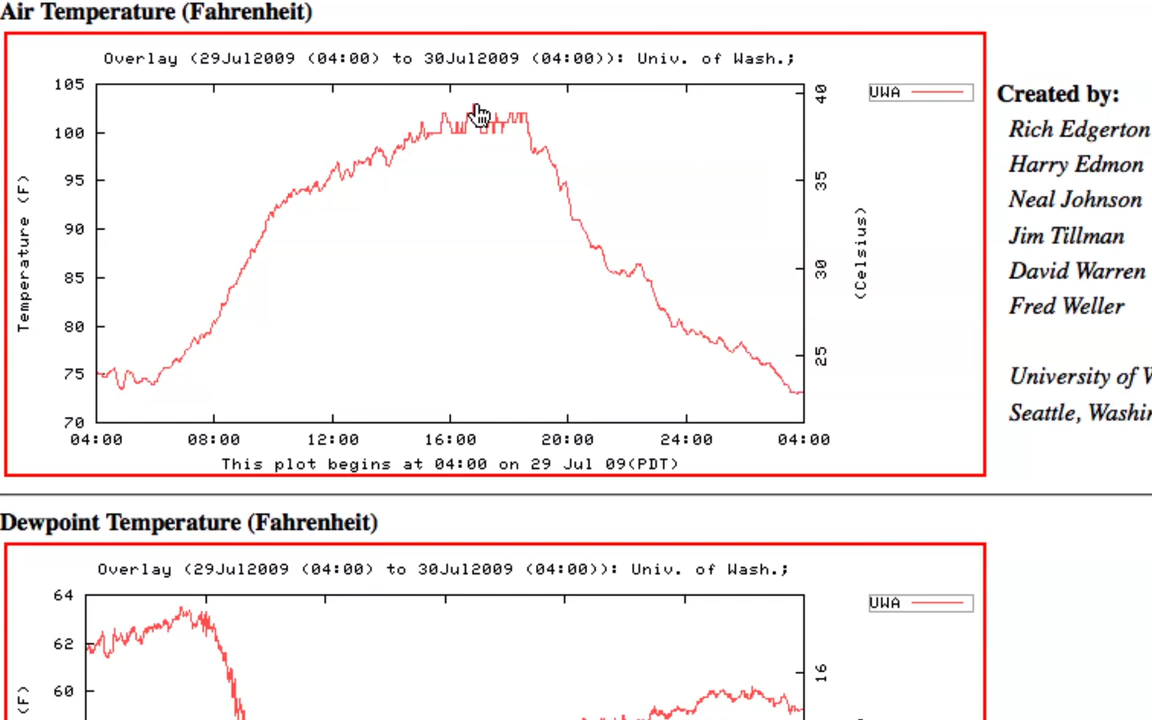 Air Temperature (Fahrenheit)
Overlay (29Jul2009 (04:00) to 30Jul2009 (04:00)): Univ. of Wash.;
105
100
95
90
85
80
75
70
Temperature (F)
40
35
30
25
(Celsius)
UWA
04:00 08:00 12:00 16:00 20:00 24:00 04:00
This plot begins at 04:00 on 29 Jul 09(PDT)
Created by:
Rich Edgerton
Harry Edmon
Neal Johnson
Jim Tillman
David Warren
Fred Weller
University of
Seattle,
Dewpoint Temperature (Fahrenheit)
Overlay (29Jul2009 (04:00) to 30Jul2009 (04:00)): Univ. of Wash.;
64
62
60
(F)
16
UWA